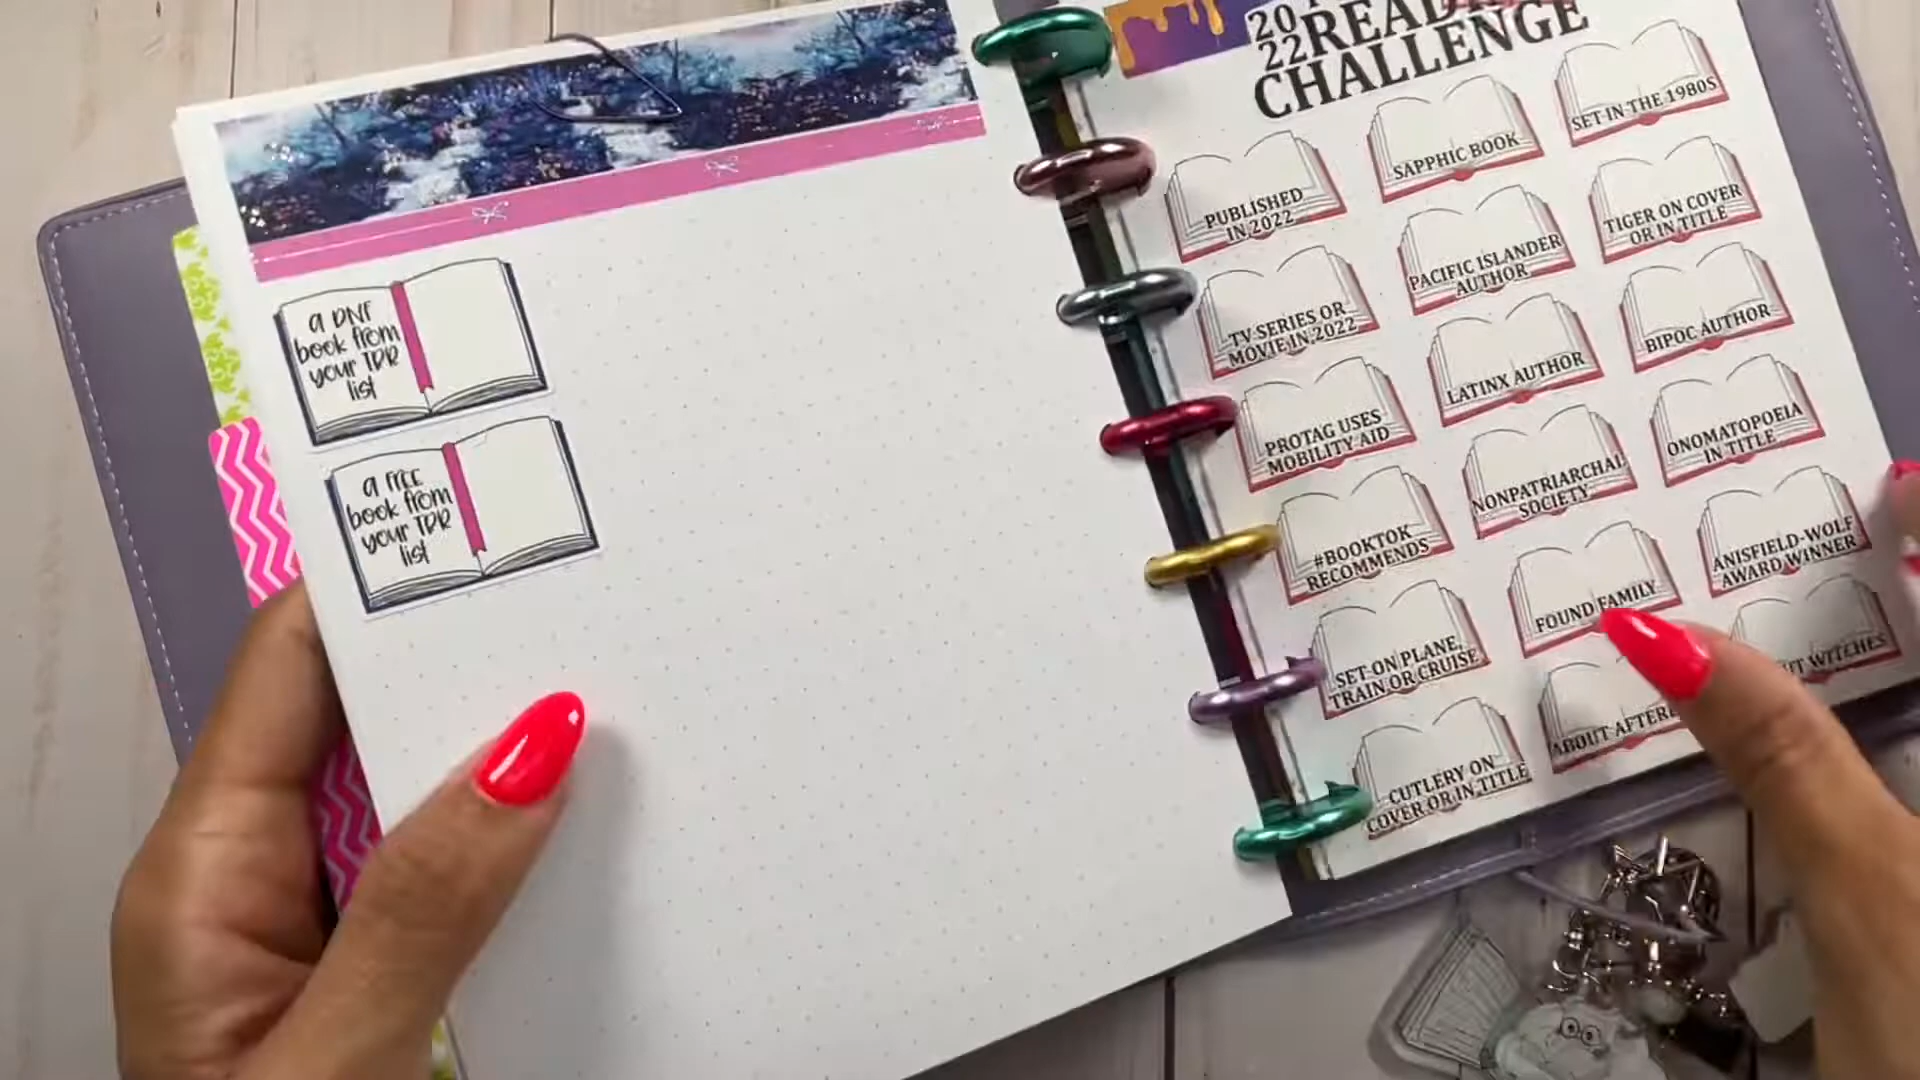 a DNF
book from
your TBR
list
a FREE
book from
your TBR
list
20
22
CHALLENGE
PUBLISHED
IN 2022
SAPPHIC BOOK
SET IN THE 1980S
TV SERIES OR
MOVIE IN 2022
PACIFIC ISLANDER
AUTHOR
TIGER ON COVER
OR IN TITLE
PROTAG USES
MOBILITY AID
LATINX AUTHOR
BIPOC AUTHOR
#BOOKTOK
RECOMMENDS
NONPATRIARCHAL
SOCIETY
ONOMATOPOEIA
IN TITLE
SET ON PLANE,
TRAIN OR CRUISE
FOUND FAMILY
ANISFIELD-WOLF
AWARD WINNER
CUTLERY ON
COVER OR IN TITLE
ABOUT
WITCHES